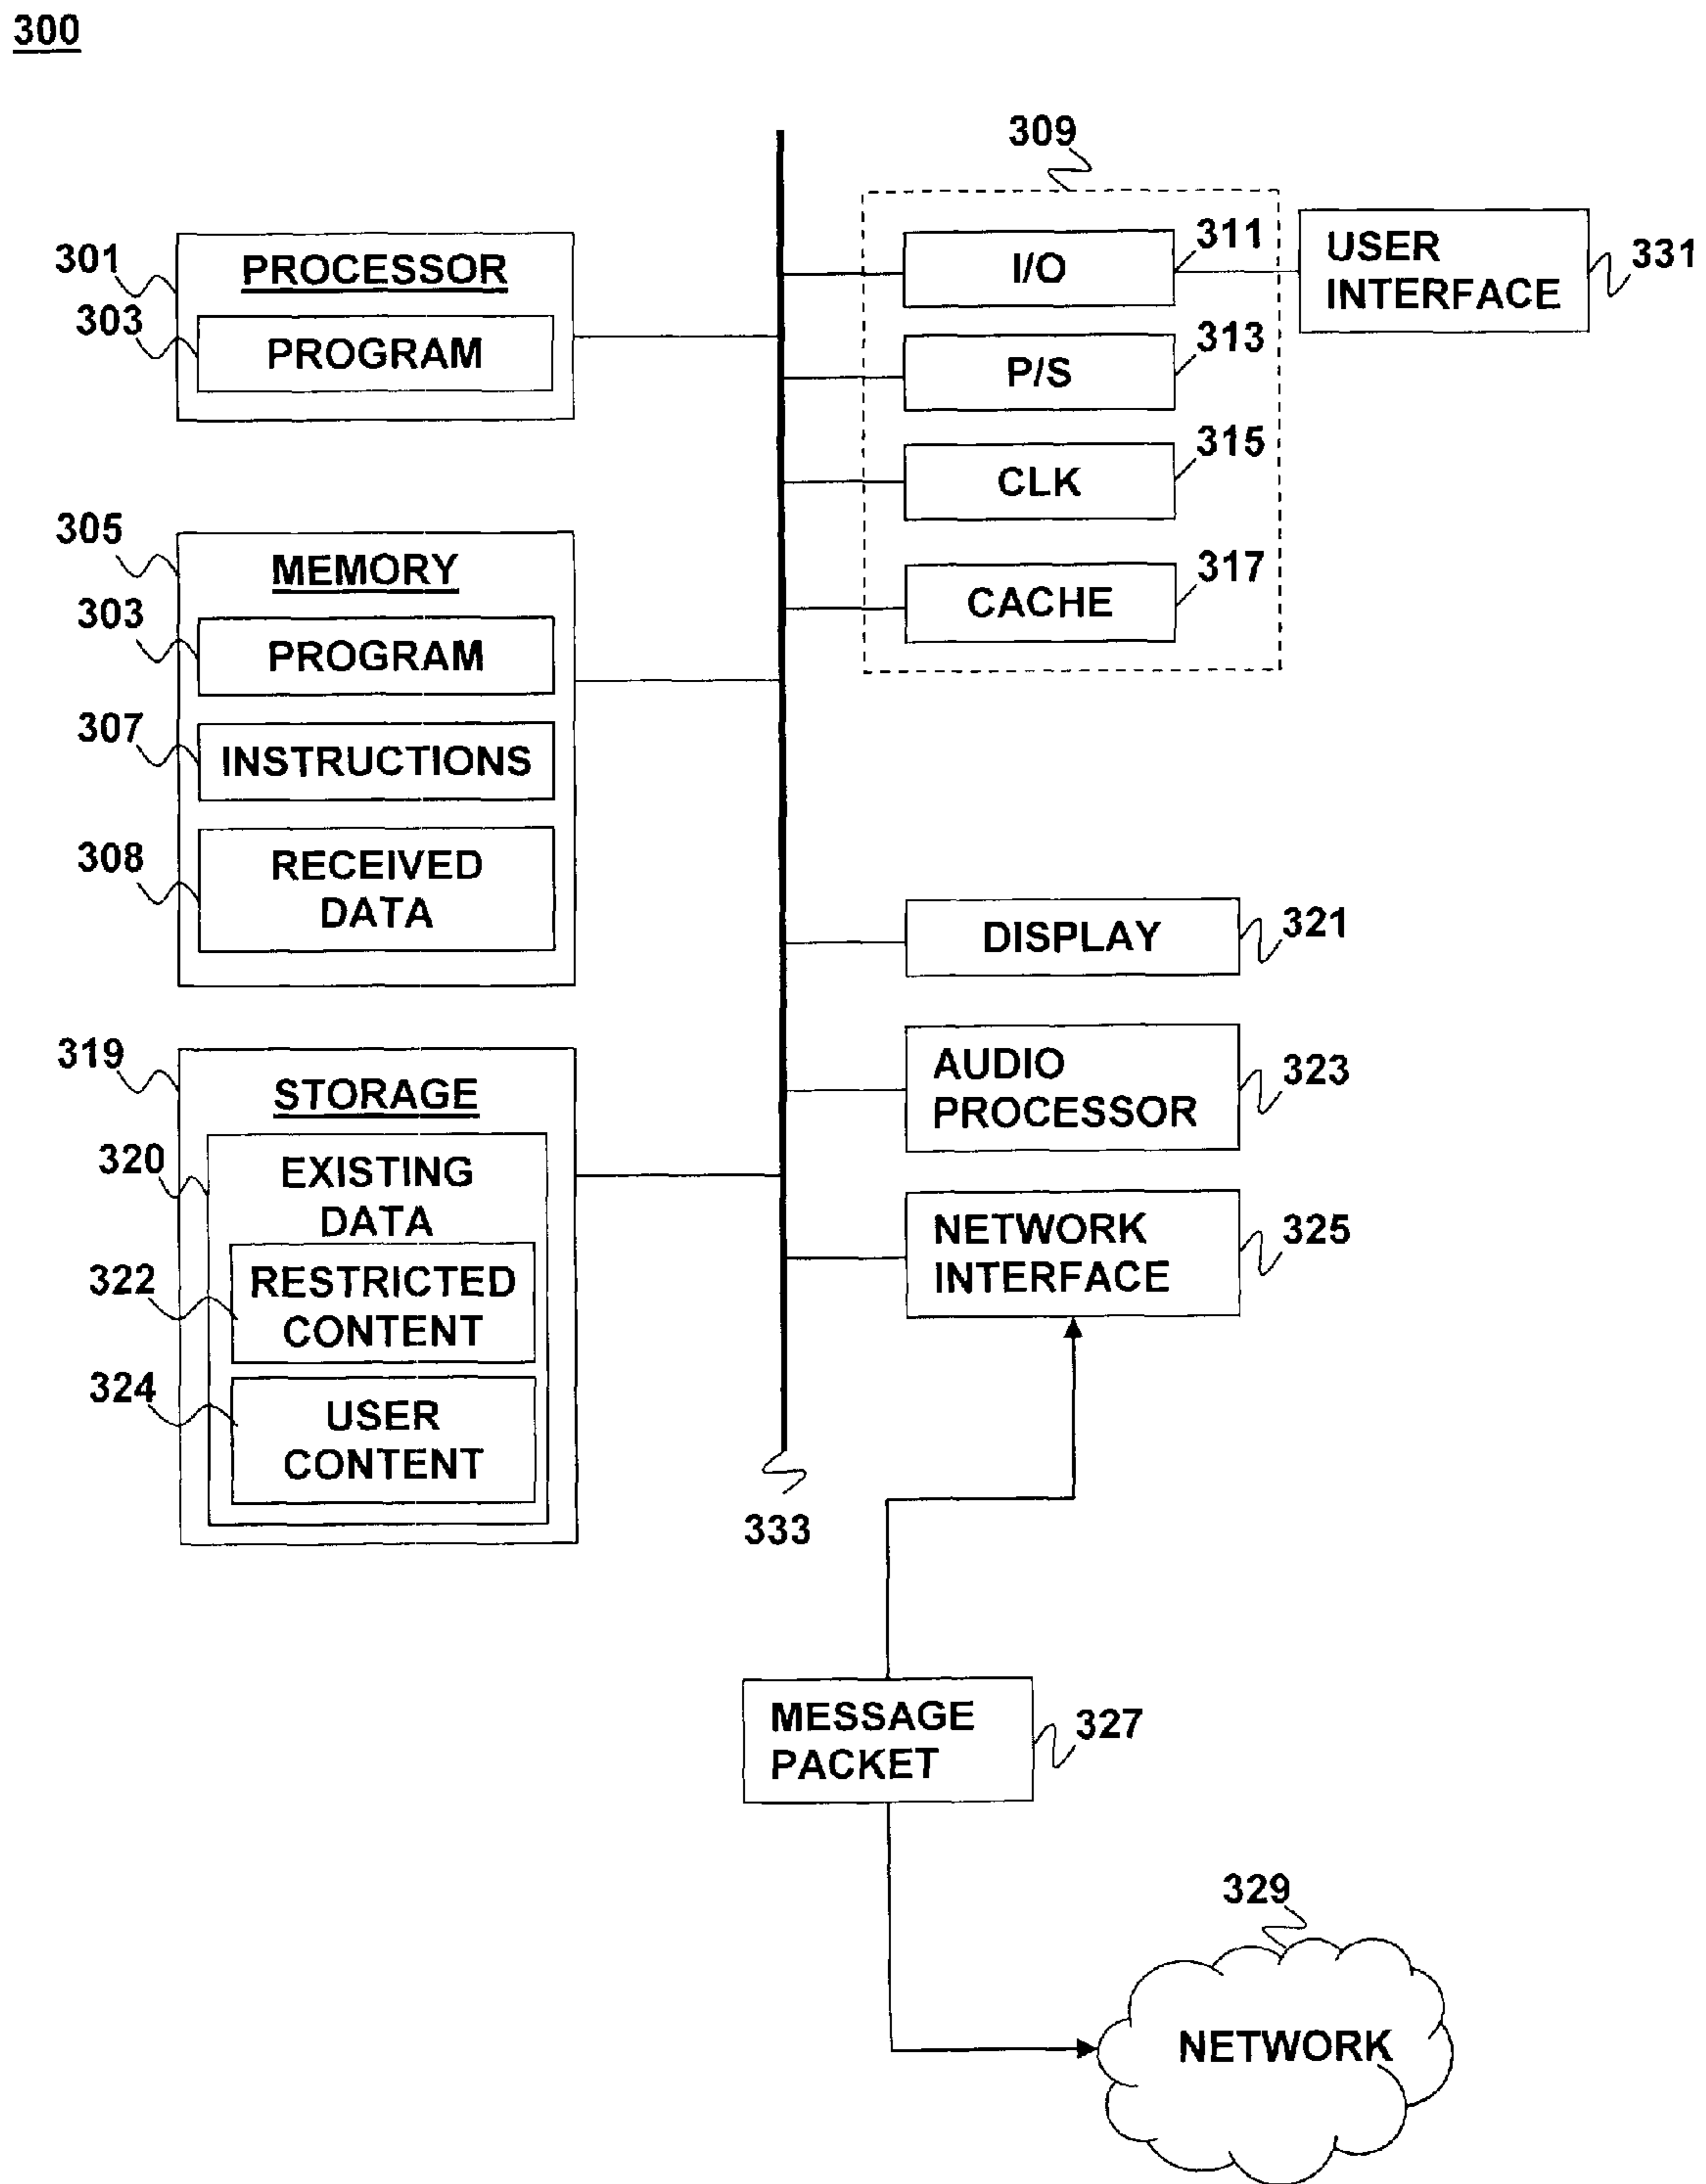 300
309
301
PROCESSOR
303
PROGRAM
I/O
311
USER
INTERFACE
331
P/S
313
CLK
315
CACHE
317
305
MEMORY
303
PROGRAM
307
INSTRUCTIONS
308
RECEIVED
DATA
DISPLAY
321
AUDIO
PROCESSOR
323
319
STORAGE
320
EXISTING
DATA
322
RESTRICTED
CONTENT
324
USER
CONTENT
NETWORK
INTERFACE
325
333
MESSAGE
PACKET
327
329
NETWORK